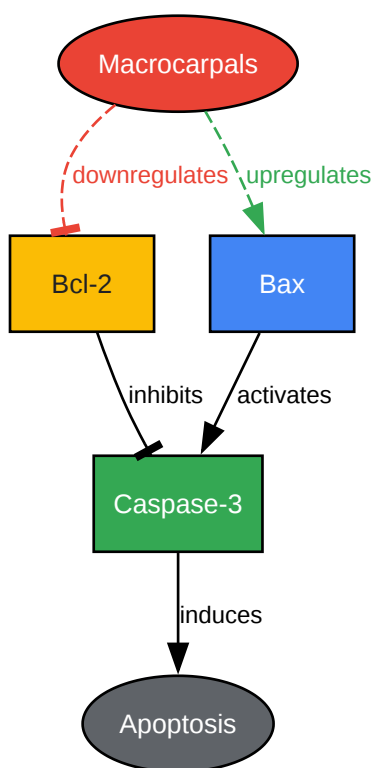 Macrocarpals
downregulates
upregulates
Bcl-2
Bax
inhibits
activates
Caspase-3
induces
Apoptosis